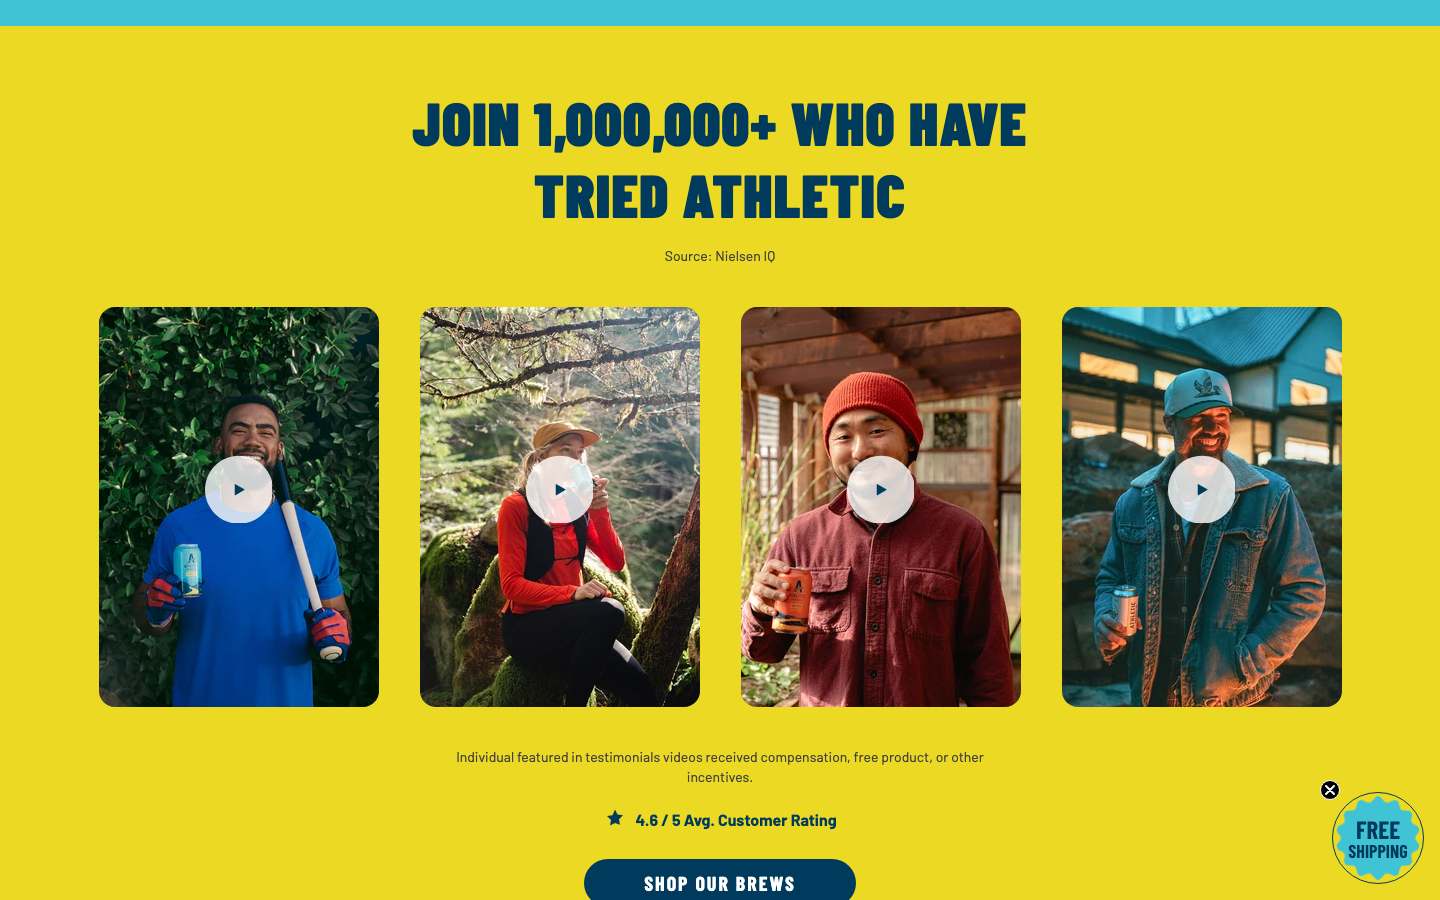 JOIN 1,000,000+ WHO HAVE
TRIED ATHLETIC
Source: Nielsen IQ
ATHLETIC
Individual featured in testimonials videos received compensation, free product, or other
incentives.
4.6 / 5 Avg. Customer Rating
SHOP OUR BREWS
FREE
SHIPPING